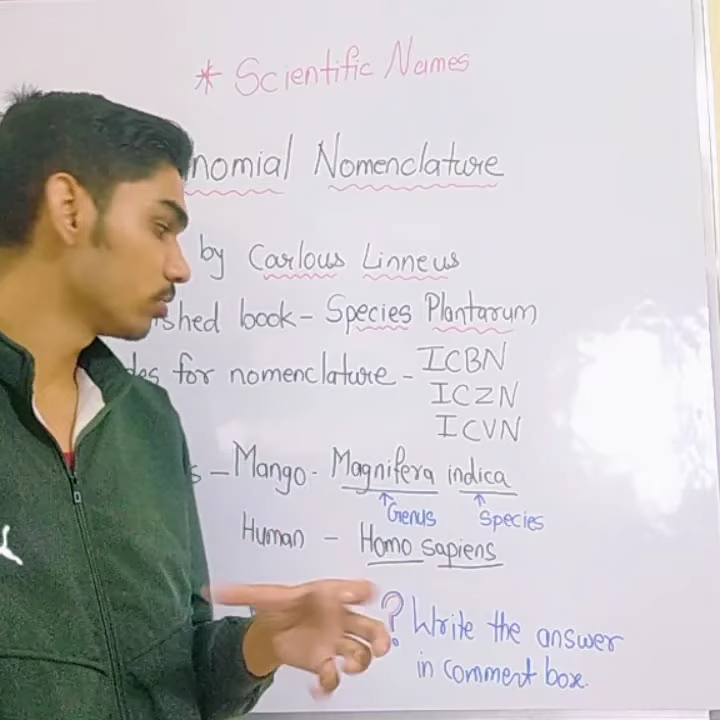 * Scientific Names
nomial Nomenclature
by Carlous Linneus
shed book - Species Plantarum
des for nomenclature - ICBN
ICZN
ICVN
s - Mango - Magnifera indica
Genus Species
Human - Homo sapiens
? Write the answer
in comment box.